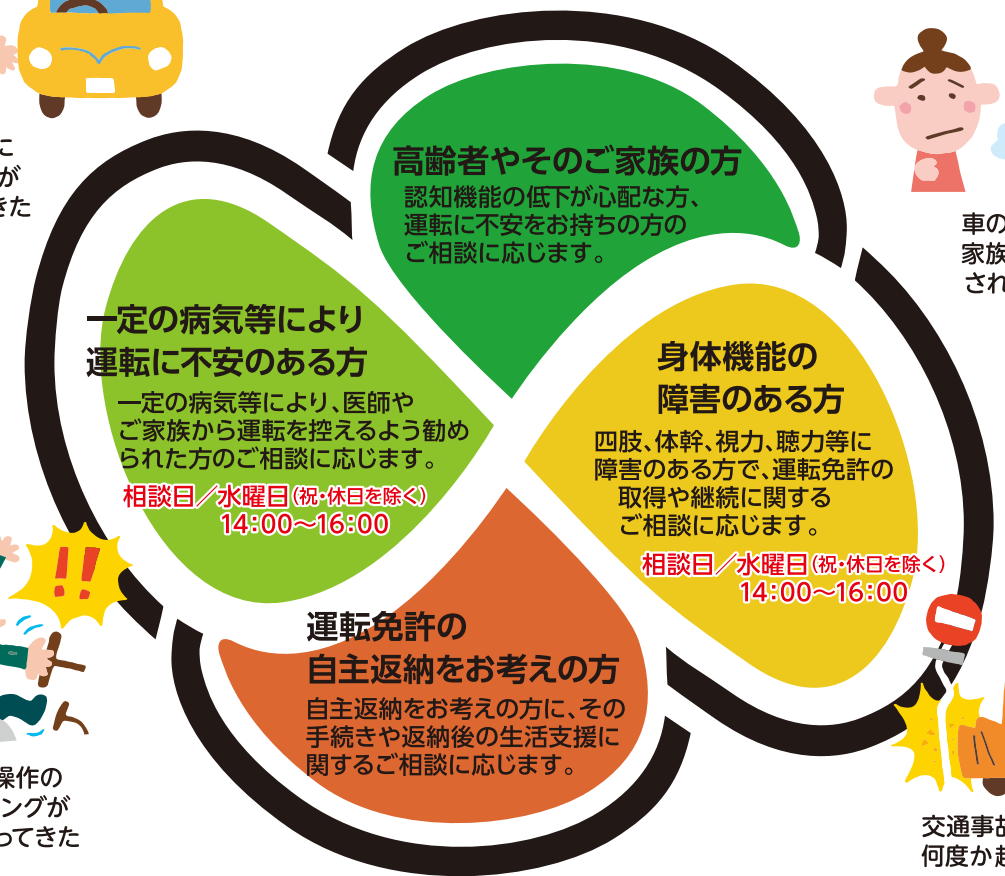 高齢者やそのご家族の方
認知機能の低下が心配な方、
運転に不安をお持ちの方の
ご相談に応じます。
一定の病気等により
運転に不安のある方
一定の病気等により、医師や
ご家族から運転を控えるよう勧め
られた方のご相談に応じます。
相談日／水曜日（祝・休日を除く）
14：00～16：00
身体機能の
障害のある方
四肢、体幹、視力、聴力等に
障害のある方で、運転免許の
取得や継続に関する
ご相談に応じます。
相談日／水曜日（祝・休日を除く）
14：00～16：00
運転免許の
自主返納をお考えの方
自主返納をお考えの方に、その
手続きや返納後の生活支援に
関するご相談に応じます。
に
が
きた
車の
家族
され
!!
操作の
ングが
ってきた
交通事故
何度か